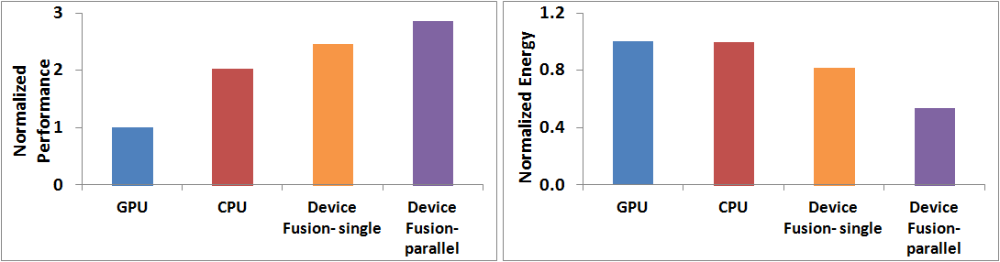 Normalized
Performance
3
2
1
0
GPU
CPU
Device
Fusion- single
Device
Fusion-
parallel
Normalized Energy
1.2
0.8
0.4
0.0
GPU
CPU
Device
Fusion- single
Device
Fusion-
parallel